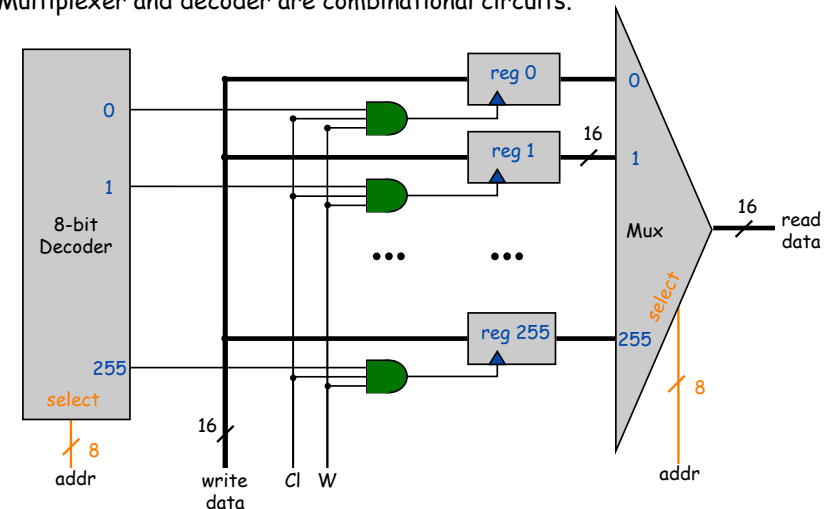 Multiplexer and decoder are combinational circuits.
reg 0
0
0
16
reg 1
1
1
16
read
data
8-bit
Decoder
Mux
•••
•••
select
reg 255
255
255
select
8
16
8
addr
write
data
Cl
W
addr